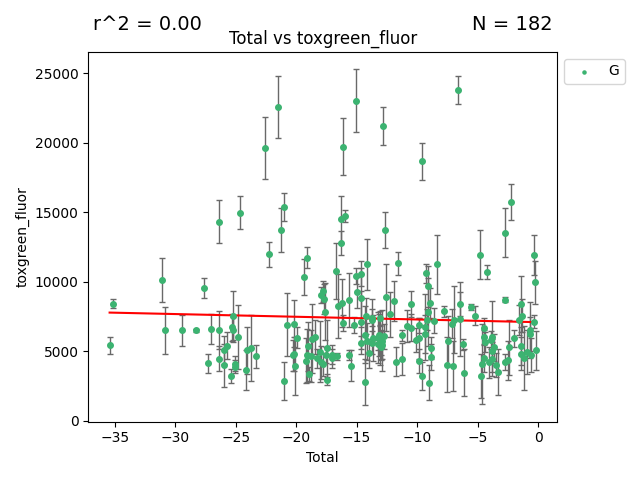 r^2 = 0.00
N = 182
Total vs toxgreen_fluor
G
25000
20000
15000
10000
5000
0
toxgreen_fluor
−35 −30 −25 −20 −15 −10 −5 0
Total